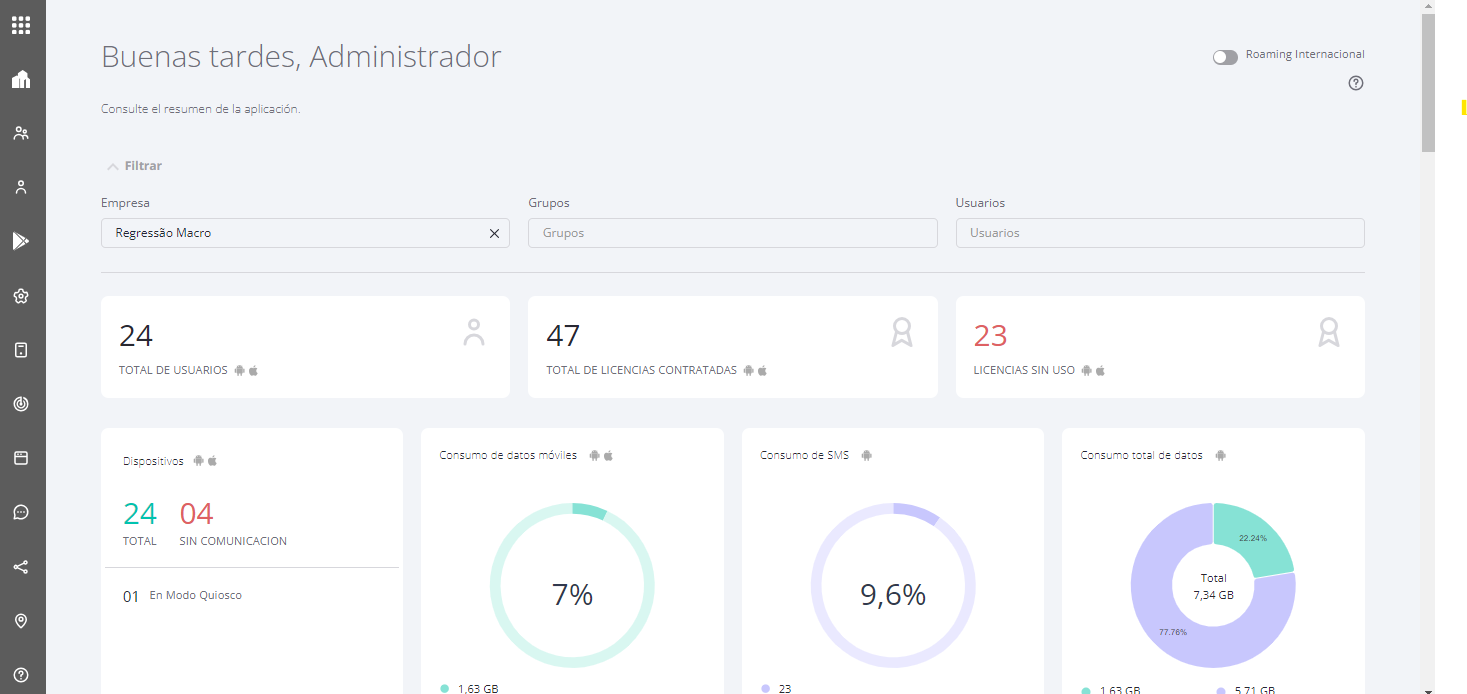 Buenas tardes, Administrador
Roaming Internacional
Consulte el resumen de la aplicación.
Filtrar
Empresa
Grupos
Usuarios
Regressão Macro
Grupos
Usuarios
24
TOTAL DE USUARIOS
47
TOTAL DE LICENCIAS CONTRATADAS
23
LICENCIAS SIN USO
Dispositivos
24
TOTAL
04
SIN COMUNICACION
01 En Modo Quiosco
Consumo de datos móviles
7%
1,63 GB
Consumo de SMS
9,6%
23
Consumo total de datos
22.24%
Total
7,34 GB
77.76%
1,63 GB
5,71 GB